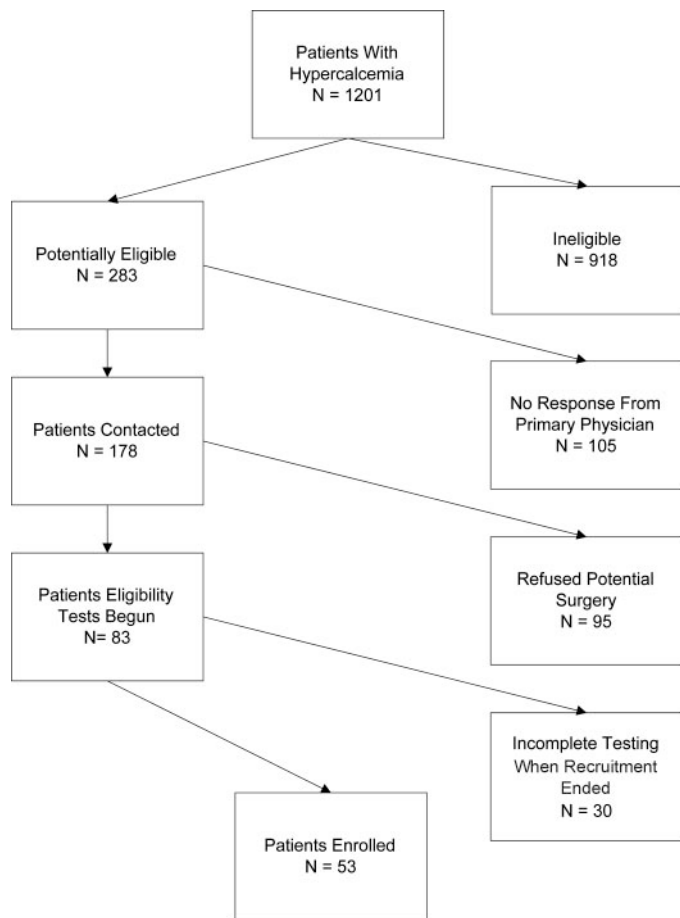 Patients With
Hypercalcemia
N = 1201
Potentially Eligible
N = 283
Ineligible
N = 918
Patients Contacted
N = 178
No Response From
Primary Physician
N = 105
Patients Eligibility
Tests Begun
N= 83
Refused Potential
Surgery
N = 95
Patients Enrolled
N = 53
Incomplete Testing
When Recruitment
Ended
N = 30